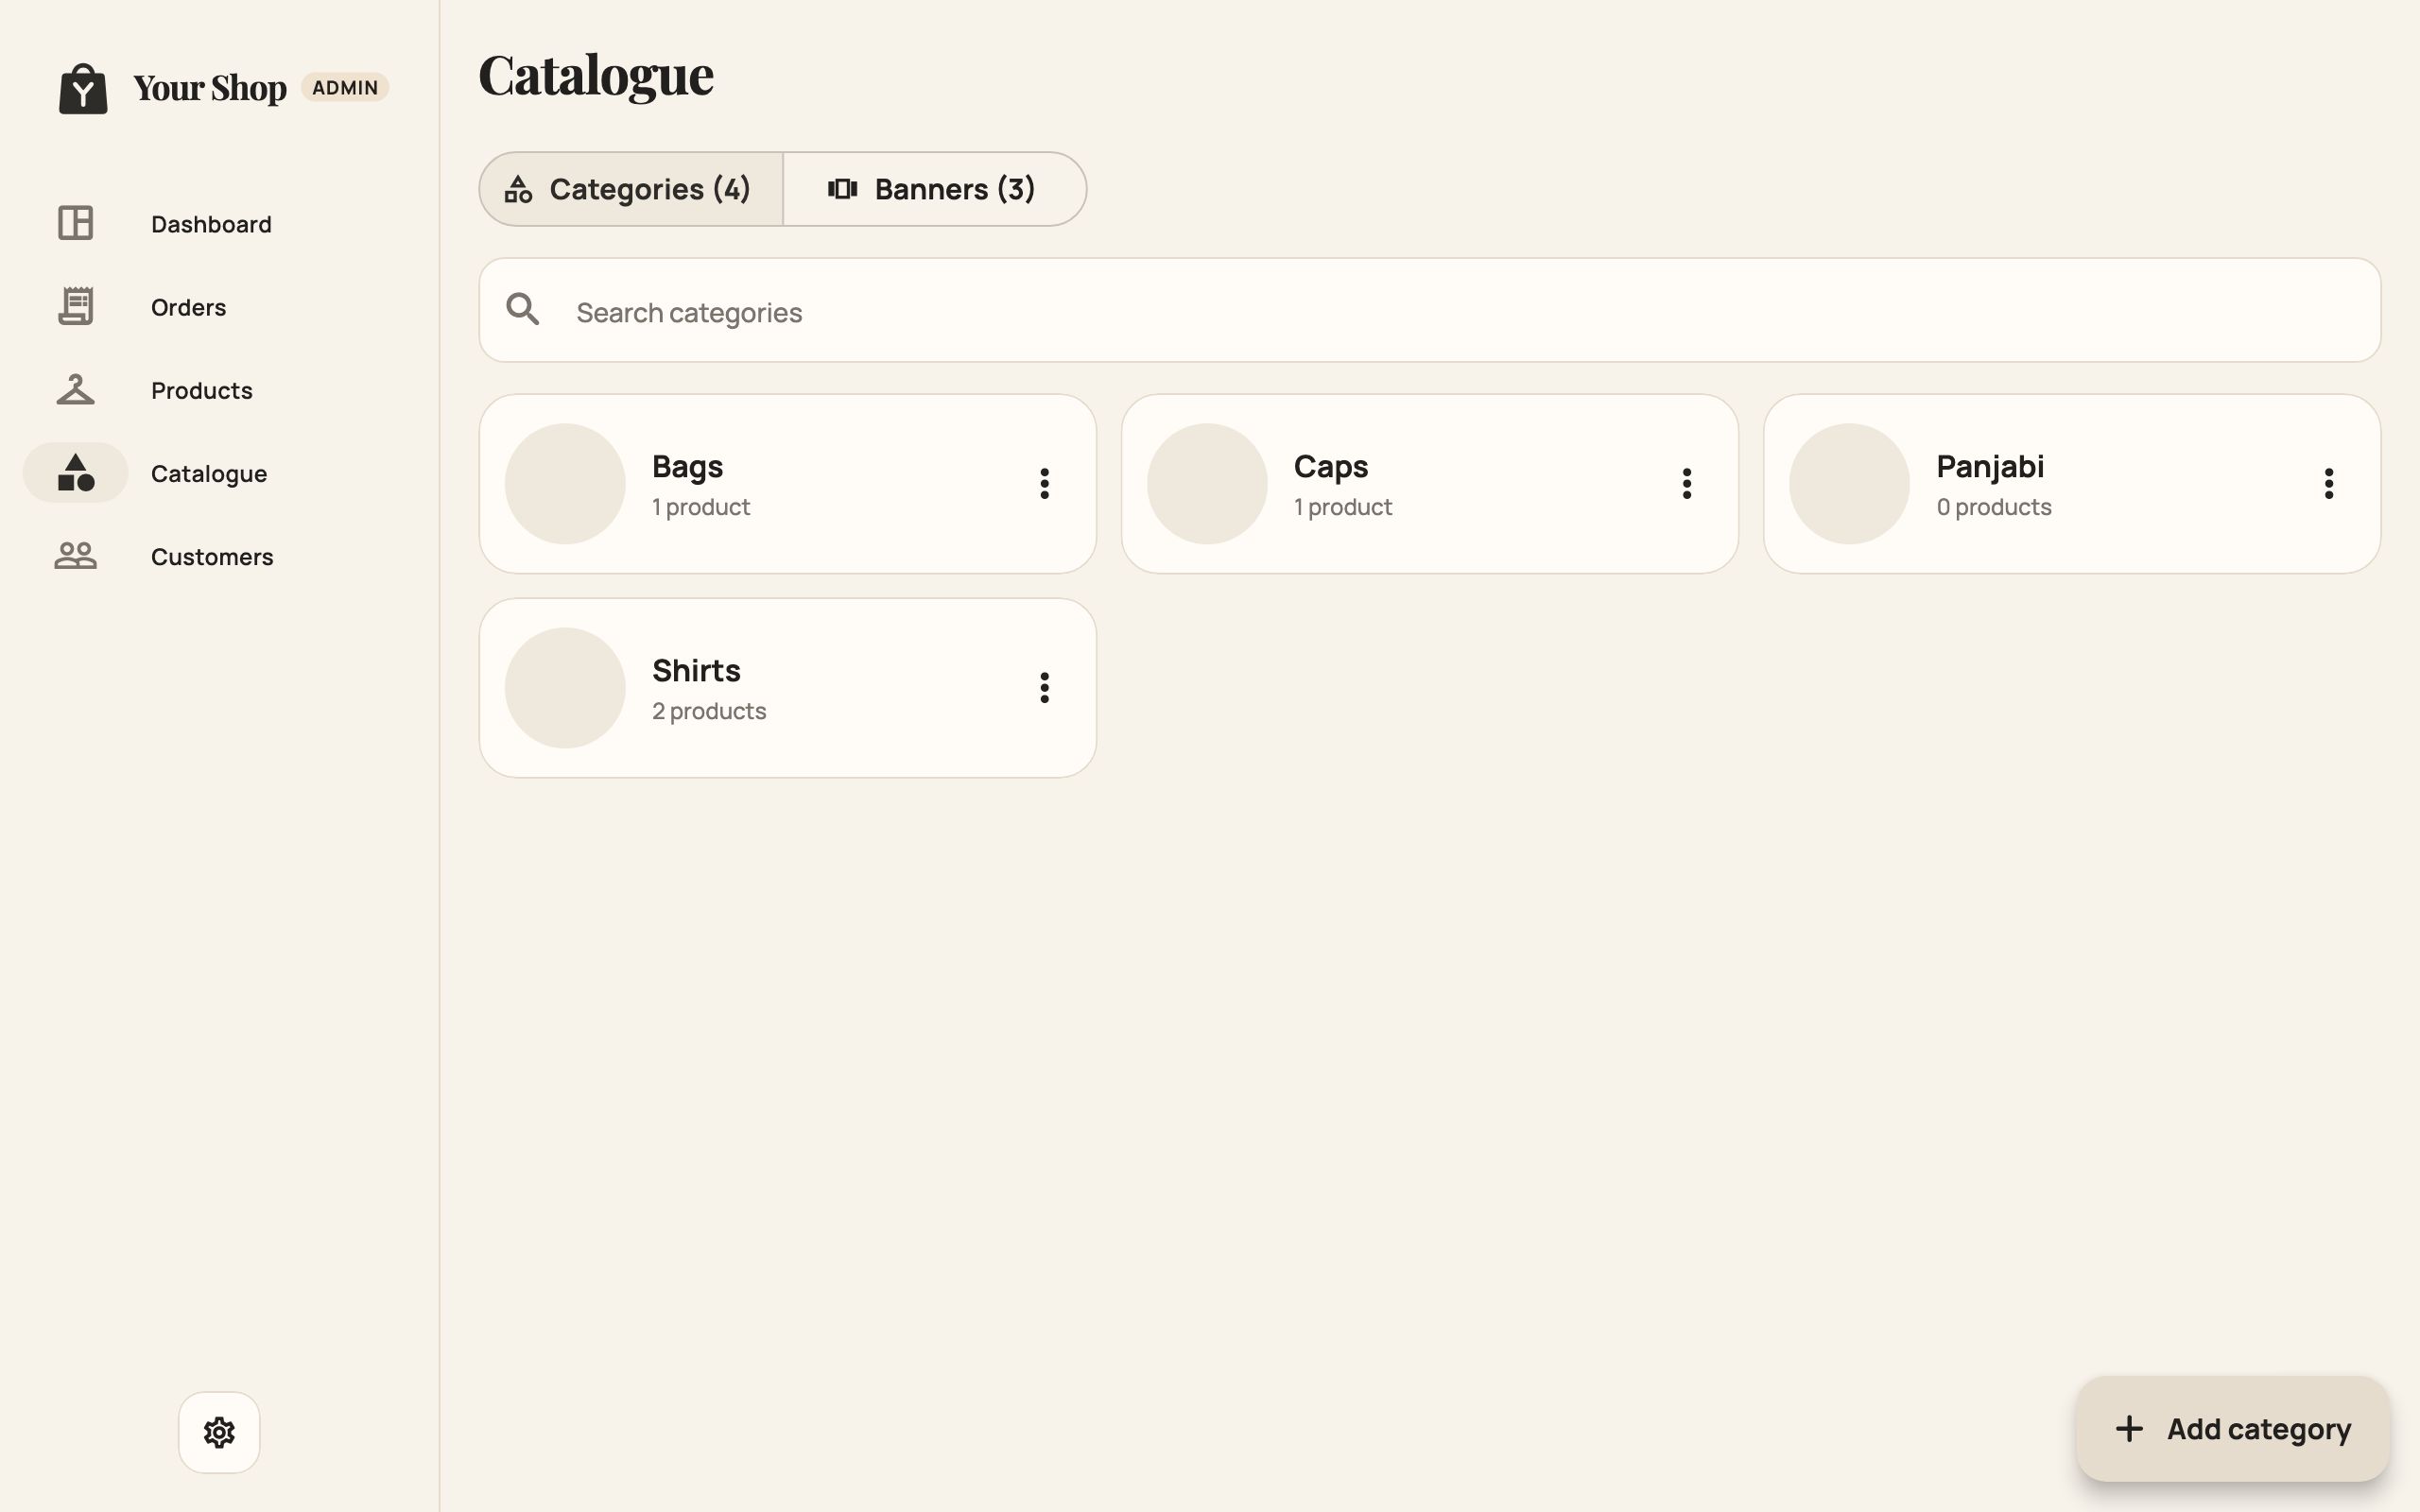 Your Shop ADMIN
Dashboard
Orders
Products
Catalogue
Customers
Catalogue
Categories (4)
Banners (3)
Search categories
Bags
1 product
Caps
1 product
Panjabi
0 products
Shirts
2 products
Add category